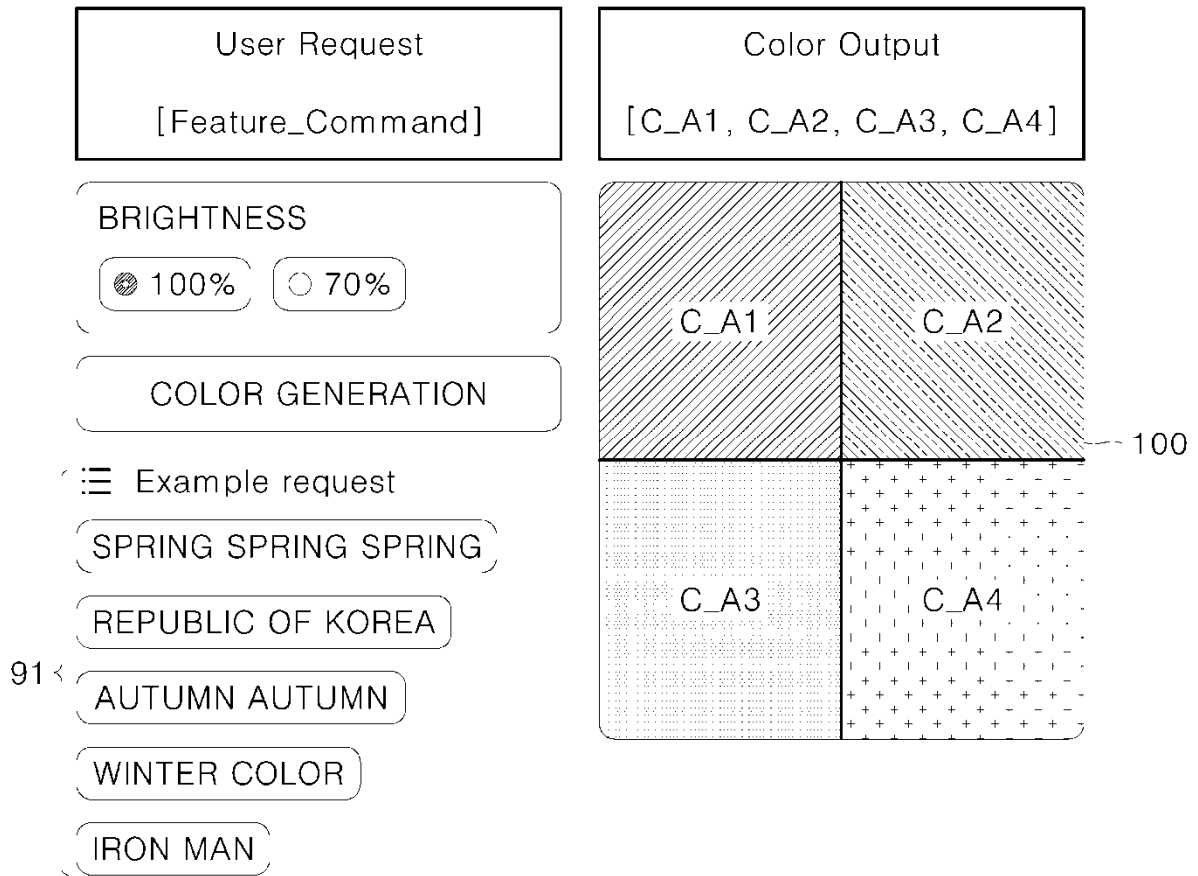 User Request
[Feature_Command]
BRIGHTNESS
100%
70%
COLOR GENERATION
Example request
SPRING SPRING SPRING
REPUBLIC OF KOREA
91
AUTUMN AUTUMN
WINTER COLOR
IRON MAN
Color Output
[C_A1, C_A2, C_A3, C_A4]
C_A1
C_A2
100
C_A3
C_A4